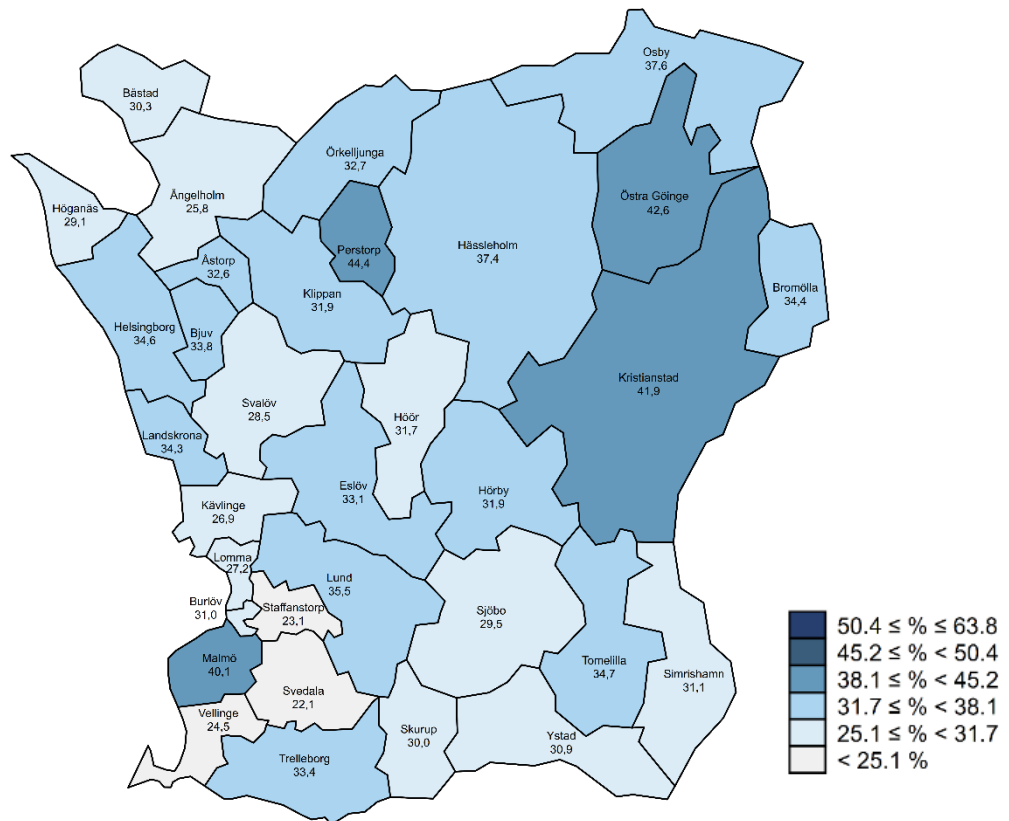 Osby
37,6
Båstad
30,3
Örkelljunga
32,7
Ängelholm
25,8
Östra Göinge
42,6
Höganäs
29,1
Perstorp
44,4
Hässleholm
37,4
Åstorp
32,6
Klippan
31,9
Bromölla
34,4
Helsingborg
34,6
Bjuv
33,8
Kristianstad
41,9
Svalöv
28,5
Höör
31,7
Landskrona
34,3
Eslöv
33,1
Hörby
31,9
Kävlinge
26,9
Lomma
27,2
Lund
35,5
Burlöv
31,0
Staffanstorp
23,1
Sjöbo
29,5
Malmö
40,1
Tomelilla
34,7
Simrishamn
31,1
Svedala
22,1
Vellinge
24,5
Skurup
30,0
Ystad
30,9
Trelleborg
33,4
50.4 ≤ % ≤ 63.8
45.2 ≤ % < 50.4
38.1 ≤ % < 45.2
31.7 ≤ % < 38.1
25.1 ≤ % < 31.7
< 25.1 %